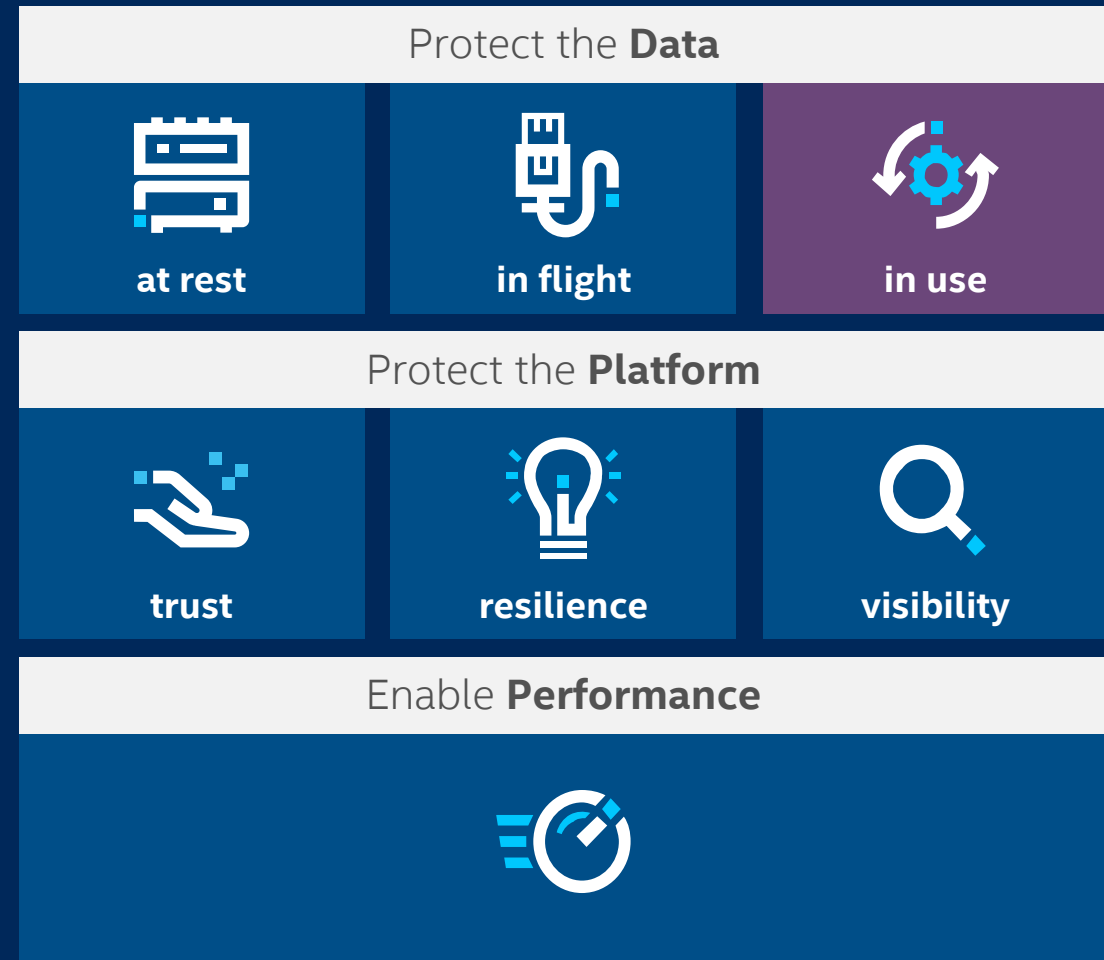 Protect the Data
at rest
in flight
in use
Protect the Platform
trust
resilience
visibility
Enable Performance